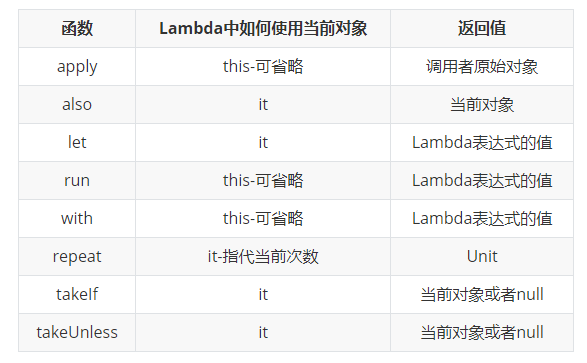 函数 Lambda中如何使用当前对象 返回值
apply this-可省略 调用者原始对象
also it 当前对象
let it Lambda表达式的值
run this-可省略 Lambda表达式的值
with this-可省略 Lambda表达式的值
repeat it-指代当前次数 Unit
takeIf it 当前对象或者null
takeUnless it 当前对象或者null